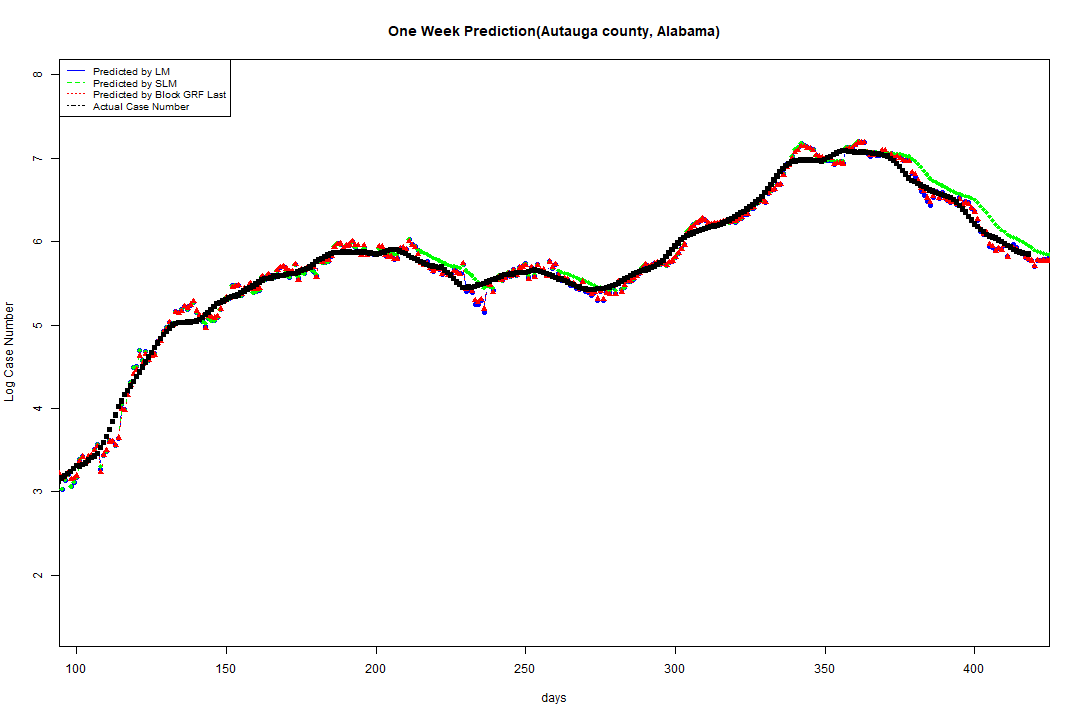 One Week Prediction(Autauga county, Alabama)
Predicted by LM
Predicted by SLM
Predicted by Block GRF Last
Actual Case Number
8
7
6
5
4
3
2
Log Case Number
100 150 200 250 300 350 400
days